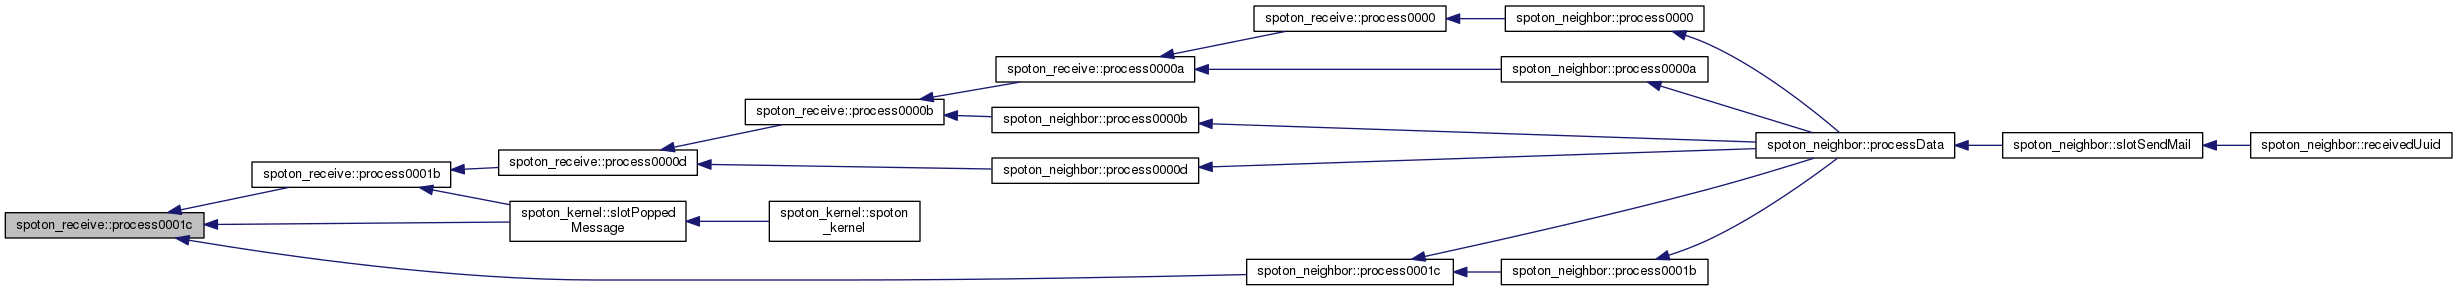 spoton_receive::process0000
spoton_neighbor::process0000
spoton_receive::process0000a
spoton_neighbor::process0000a
spoton_receive::process0000b
spoton_neighbor::process0000b
spoton_neighbor::processData
spoton_neighbor::slotSendMail
spoton_neighbor::receivedUuid
spoton_receive::process0000d
spoton_neighbor::process0000d
spoton_receive::process0001b
spoton_kernel::slotPopped
Message
spoton_kernel::spoton
_kernel
spoton_receive::process0001c
spoton_neighbor::process0001c
spoton_neighbor::process0001b